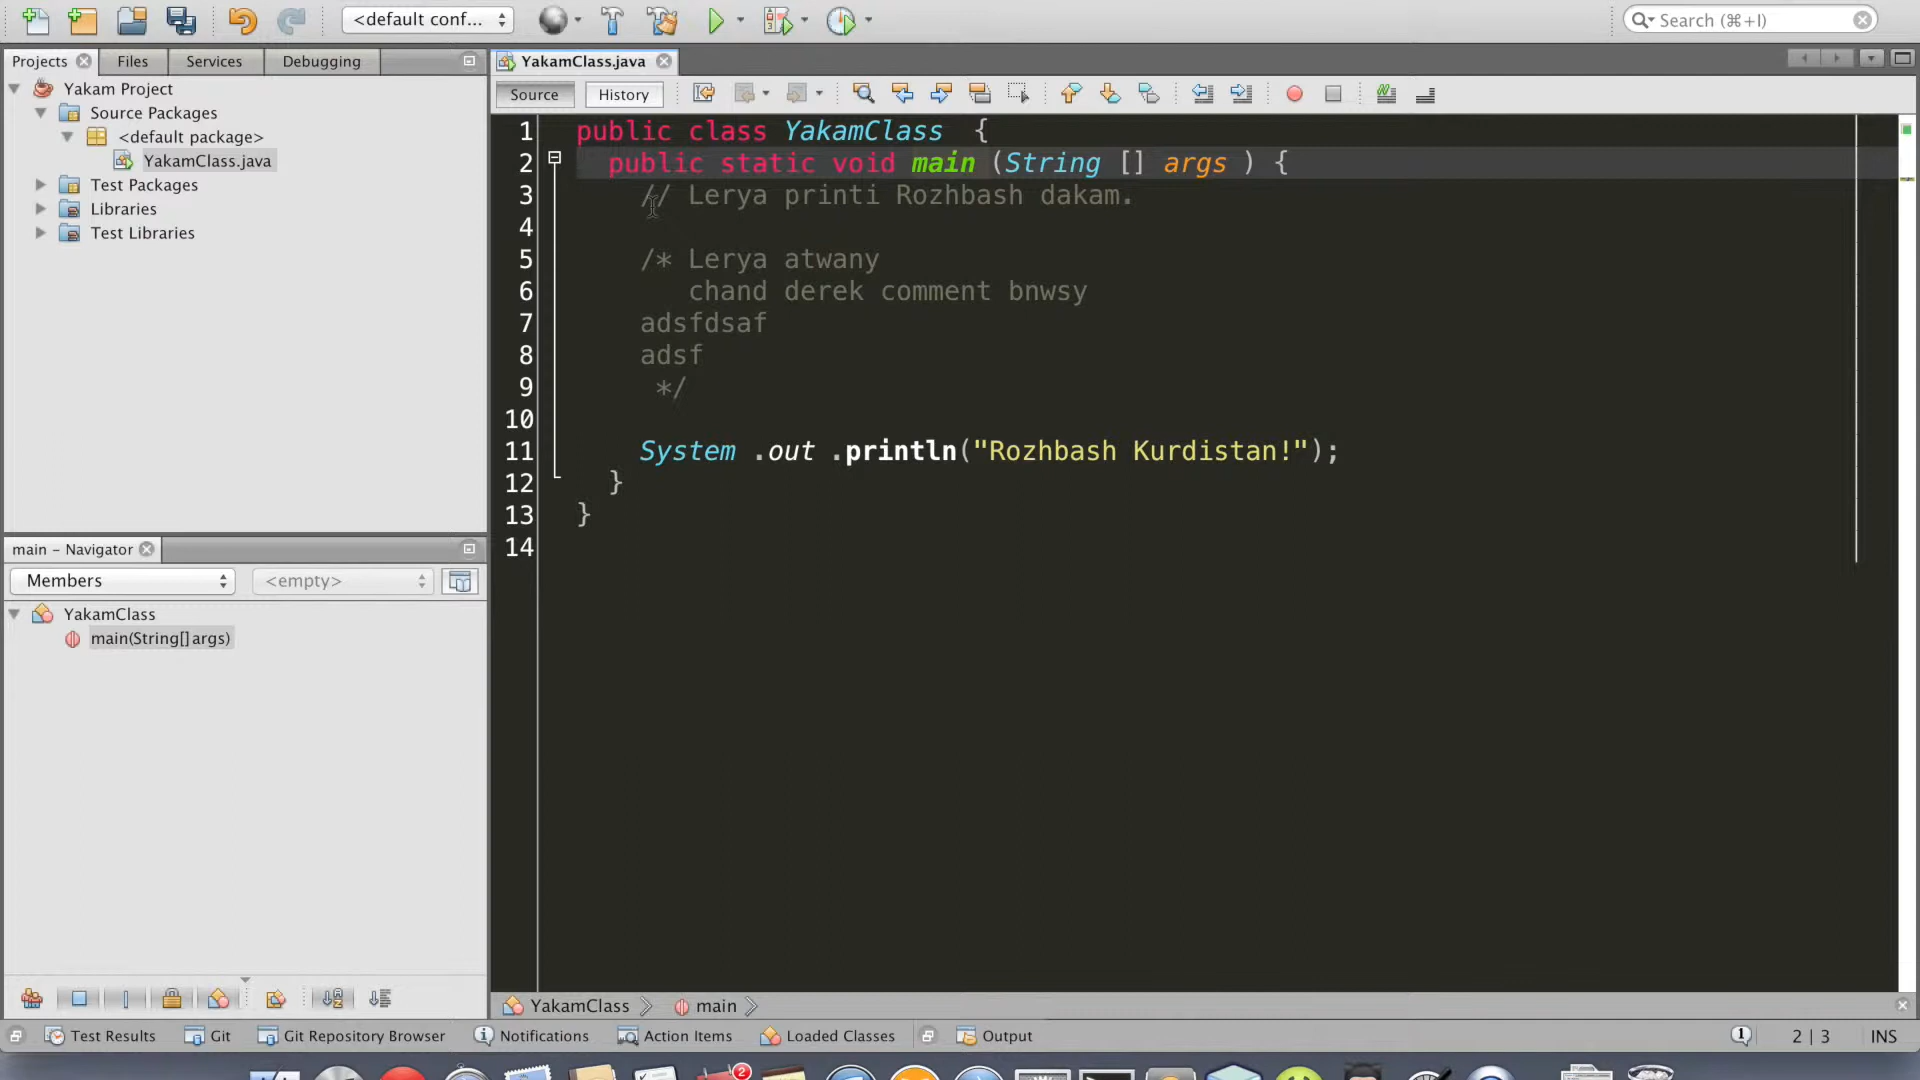 <default conf...
Search (⌘+I)
Projects
Files
Services
Debugging
YakamClass.java
Yakam Project
Source Packages
<default package>
YakamClass.java
Test Packages
Libraries
Test Libraries
Source
History
1 public class YakamClass {
2 public static void main (String [] args ) {
3 // Lerya printi Rozhbash dakam.
4
5 /* Lerya atwany
6 chand derek comment bnwsy
7 adsfdsaf
8 adsf
9 */
10
11 System .out .println("Rozhbash Kurdistan!");
12 }
13 }
14
main - Navigator
Members
<empty>
YakamClass
main(String[] args)
YakamClass
main
Test Results
Git
Git Repository Browser
Notifications
Action Items
Loaded Classes
Output
1
2 | 3
INS
2